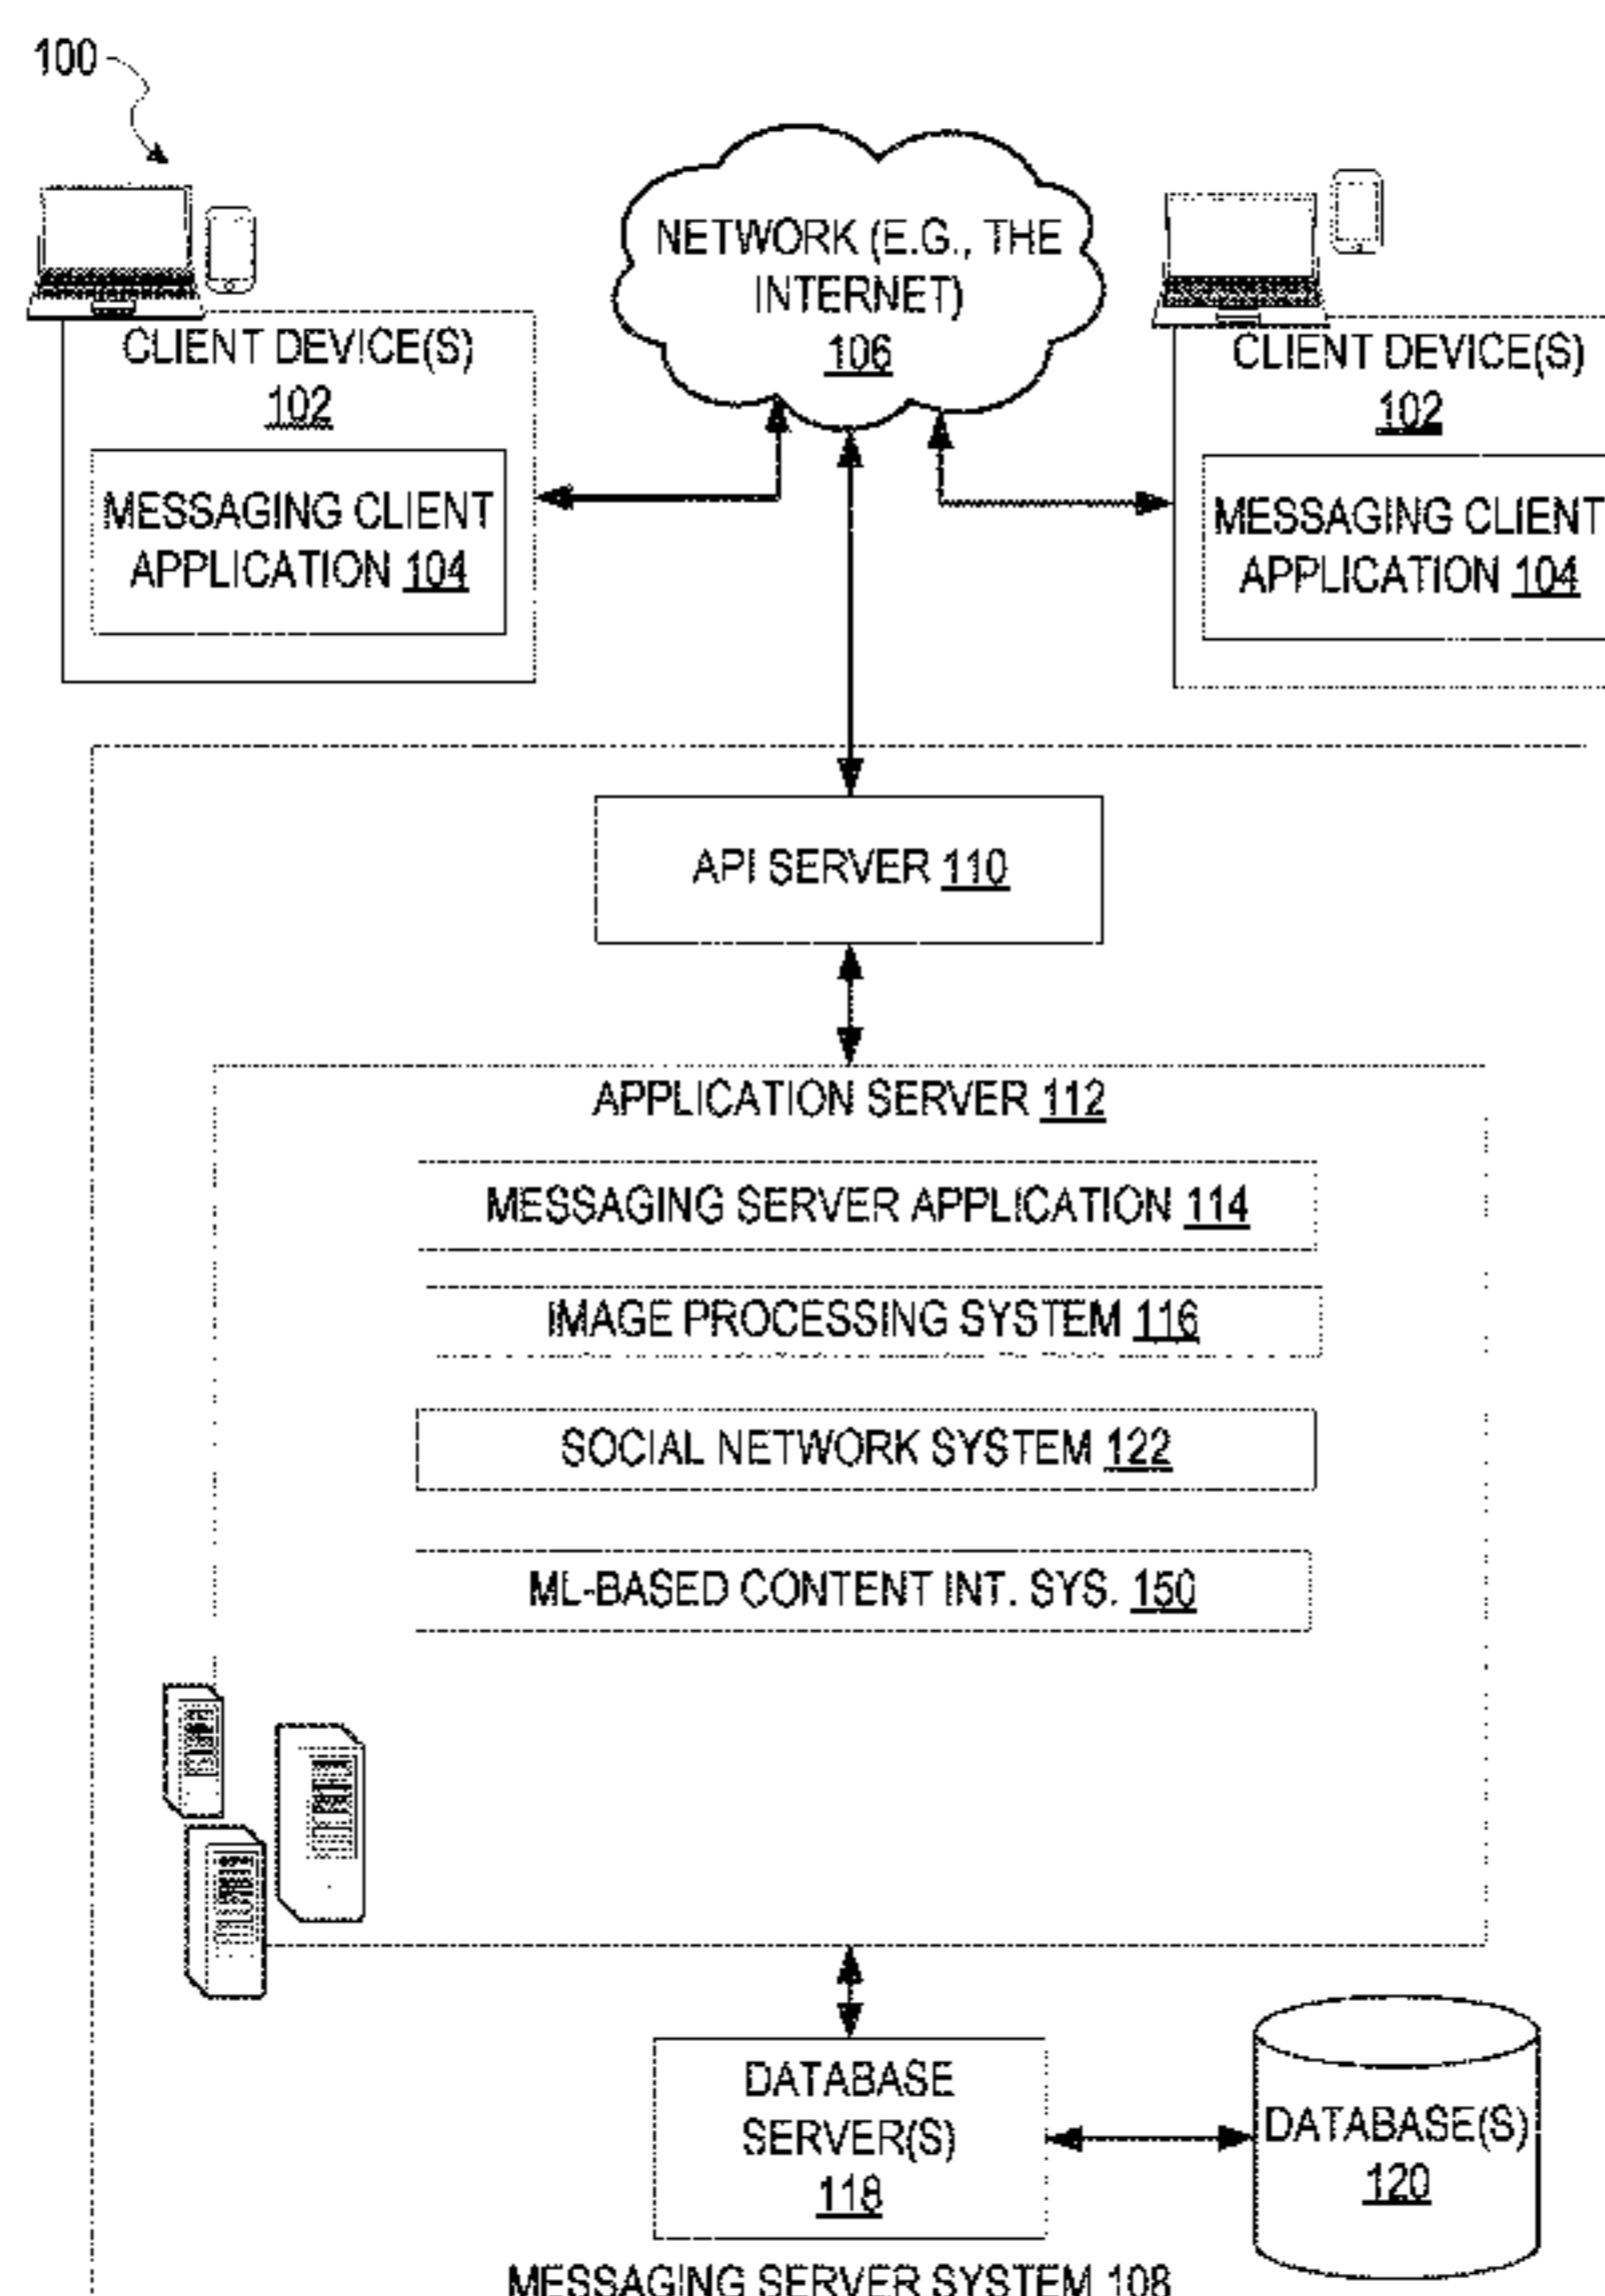 100
NETWORK (E.G., THE
INTERNET)
106
CLIENT DEVICE(S)
102
MESSAGING CLIENT
APPLICATION 104
CLIENT DEVICE(S)
102
MESSAGING CLIENT
APPLICATION 104
API SERVER 110
APPLICATION SERVER 112
MESSAGING SERVER APPLICATION 114
IMAGE PROCESSING SYSTEM 116
SOCIAL NETWORK SYSTEM 122
ML-BASED CONTENT INT. SYS. 150
DATABASE
SERVER(S)
118
DATABASE(S)
120
MESSAGING SERVER SYSTEM 108